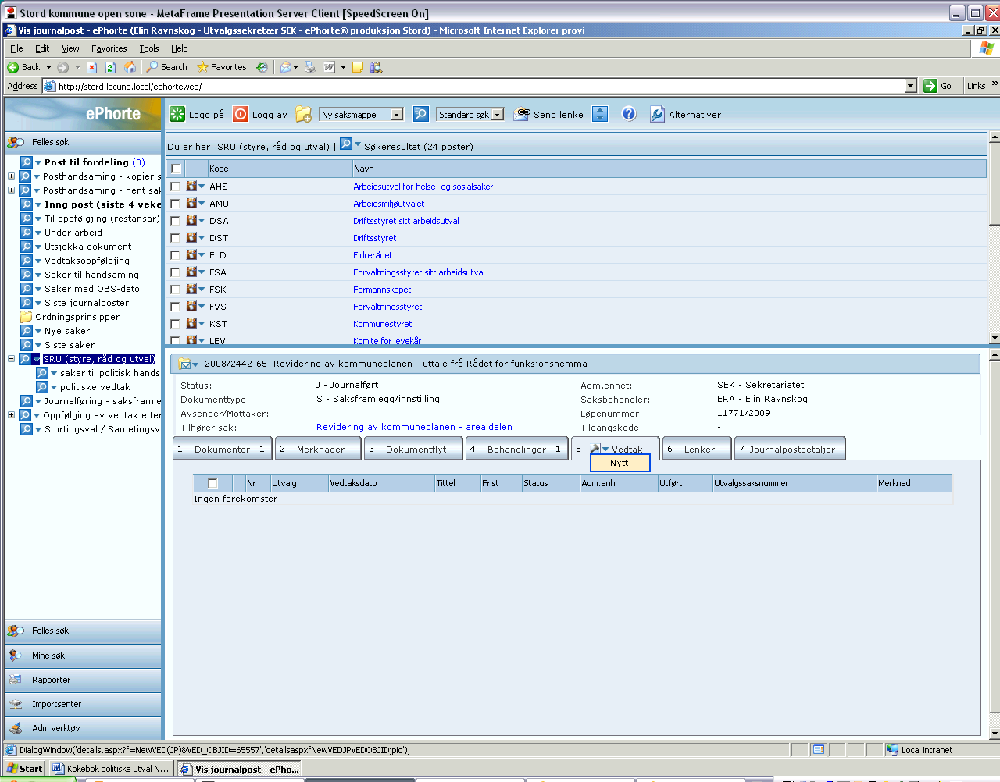 Stord kommune open sone - MetaFrame Presentation Server Client [SpeedScreen On]
Vis journalpost - ePhorte (Elin Ravnskog - Utvalgssekretær SEK - ePhorte® produksjon Stord) - Microsoft Internet Explorer provi
File Edit View Favorites Tools Help
Back Search Favorites
Address http://stord.lacuno.local/ephorteweb/ Go Links »
ePhorte Logg på Logg av Ny saksmappe Standard søk Send lenke Alternativer
Felles søk
Post til fordeling (8)
Posthandsaming - kopier s
Posthandsaming - hent sak
Inng post (siste 4 veke
Til oppfølgjing (restansar)
Under arbeid
Utsjekka dokument
Vedtaksoppfølgjing
Saker til handsaming
Saker med OBS-dato
Siste journalposter
Ordningsprinsipper
Nye saker
Siste saker
SRU (styre, råd og utval)
saker til politisk hands
politiske vedtak
Journalføring - saksframle
Oppfølging av vedtak etter
Stortingsval / Sametingsv
Felles søk
Mine søk
Rapporter
Importsenter
Adm verktøy
Du er her: SRU (styre, råd og utval) | Søkeresultat (24 poster)
Kode Navn
AHS Arbeidsutval for helse- og sosialsaker
AMU Arbeidsmiljøutvalet
DSA Driftsstyret sitt arbeidsutval
DST Driftsstyret
ELD Eldrerådet
FSA Forvaltningsstyret sitt arbeidsutval
FSK Formannskapet
FVS Forvaltningsstyret
KST Kommunestyret
LEV Komite for levekår
2008/2442-65 Revidering av kommuneplanen - uttale frå Rådet for funksjonshemma
Status: J - Journalført Adm.enhet: SEK - Sekretariatet
Dokumenttype: S - Saksframlegg/innstilling Saksbehandler: ERA - Elin Ravnskog
Avsender/Mottaker: Løpenummer: 11771/2009
Tilhører sak: Revidering av kommuneplanen - arealdelen Tilgangskode: -
1 Dokumenter 1 2 Merknader 3 Dokumentflyt 4 Behandlinger 1 5 Vedtak 6 Lenker 7 Journalpostdetaljer
Nytt
Nr Utvalg Vedtaksdato Tittel Frist Status Adm.enh Utført Utvalgssaksnummer Merknad
Ingen forekomster
DialogWindow('details.aspx?f=NewVED(JP)&VED_OBJID=65557','detailsaspxfNewVEDJPVEDOBJIDjpid'); Local intranet
Start Kokebok politiske utval N... Vis journalpost - ePho...